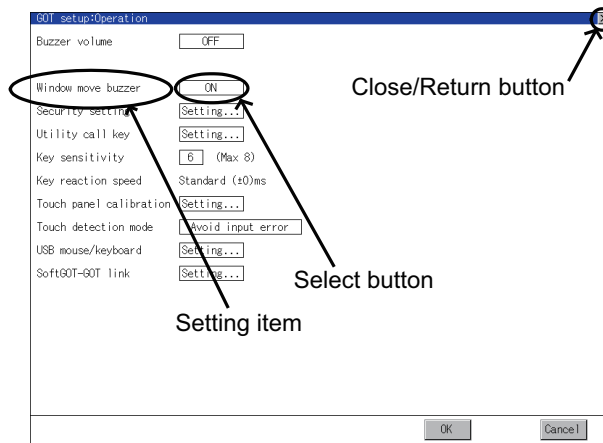 GOT setup:Operation
Buzzer volume OFF
Window move buzzer ON
Close/Return button
Security setting Setting...
Utility call key Setting...
Key sensitivity 6 (Max 8)
Key reaction speed Standard (±0)ms
Touch panel calibration Setting...
Touch detection mode Avoid input error
USB mouse/keyboard Setting...
SoftGOT-GOT link Setting...
Select button
Setting item
OK Cancel